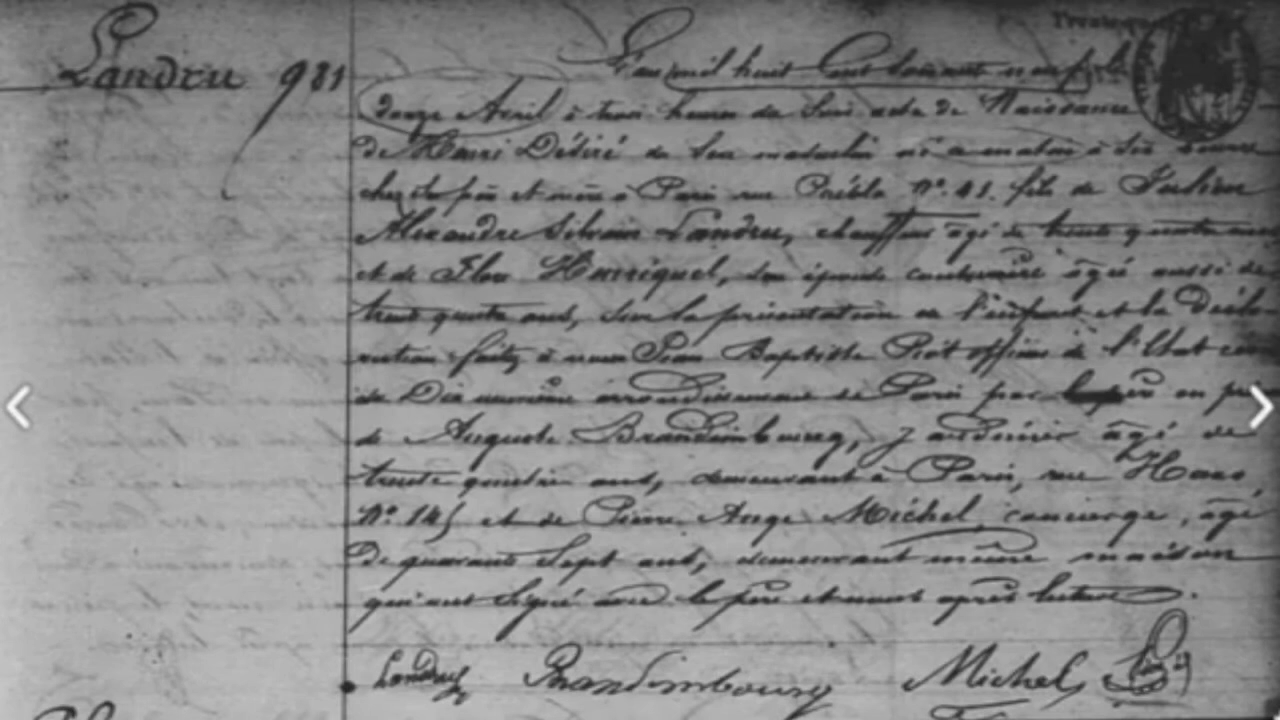 Landru 981
L'an mil huit cent soixante neuf le
douze Avril à trois heures du soir acte de Naissance
de Henri Désiré du sexe masculin né ce matin à six heures
chez ses père et mère à Paris rue Puebla N°. 41. fils de Julien
Alexandre Silvain Landru, chauffeur âgé de trente quatre ans
et de Flore Henriquel, son épouse couturière âgée aussi de
trente quatre ans, sur la présentation de l'enfant et la Décla-
ration faites à nous Jean Baptiste officier de l'Etat civil
du Dix neuvième arrondissement de Paris par le père en pré
de Auguste Brandimbourg, jardinier âgé de
trente quatre ans, demeurant à Paris, rue
N° 145 et de Pierre Ange Michel concierge, âgé
de quarante sept ans, demeurant même maison
qui ont signé avec le père et nous après lecture.
Landru Brandimbourg Michel